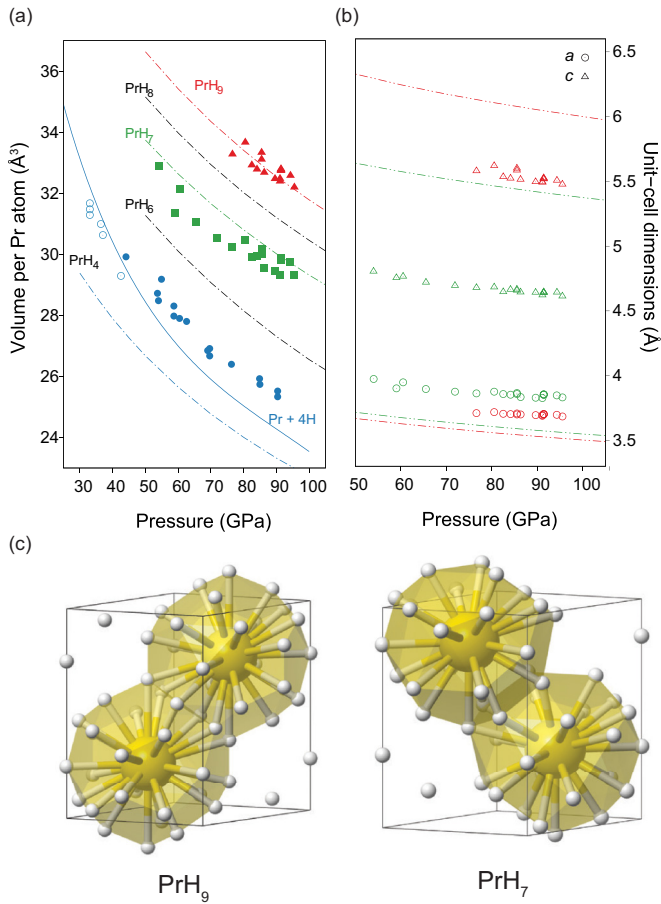 (a)
36
34
32
30
28
26
24
Volume per Pr atom (Å³)
PrH₉
PrH₈
PrH₇
PrH₆
PrH₄
Pr + 4H
30 40 50 60 70 80 90 100
Pressure (GPa)
(b)
a
c
6.5
6
5.5
5
4.5
4
3.5
Unit−cell dimensions (Å)
50 60 70 80 90 100
Pressure (GPa)
(c)
PrH₉
PrH₇